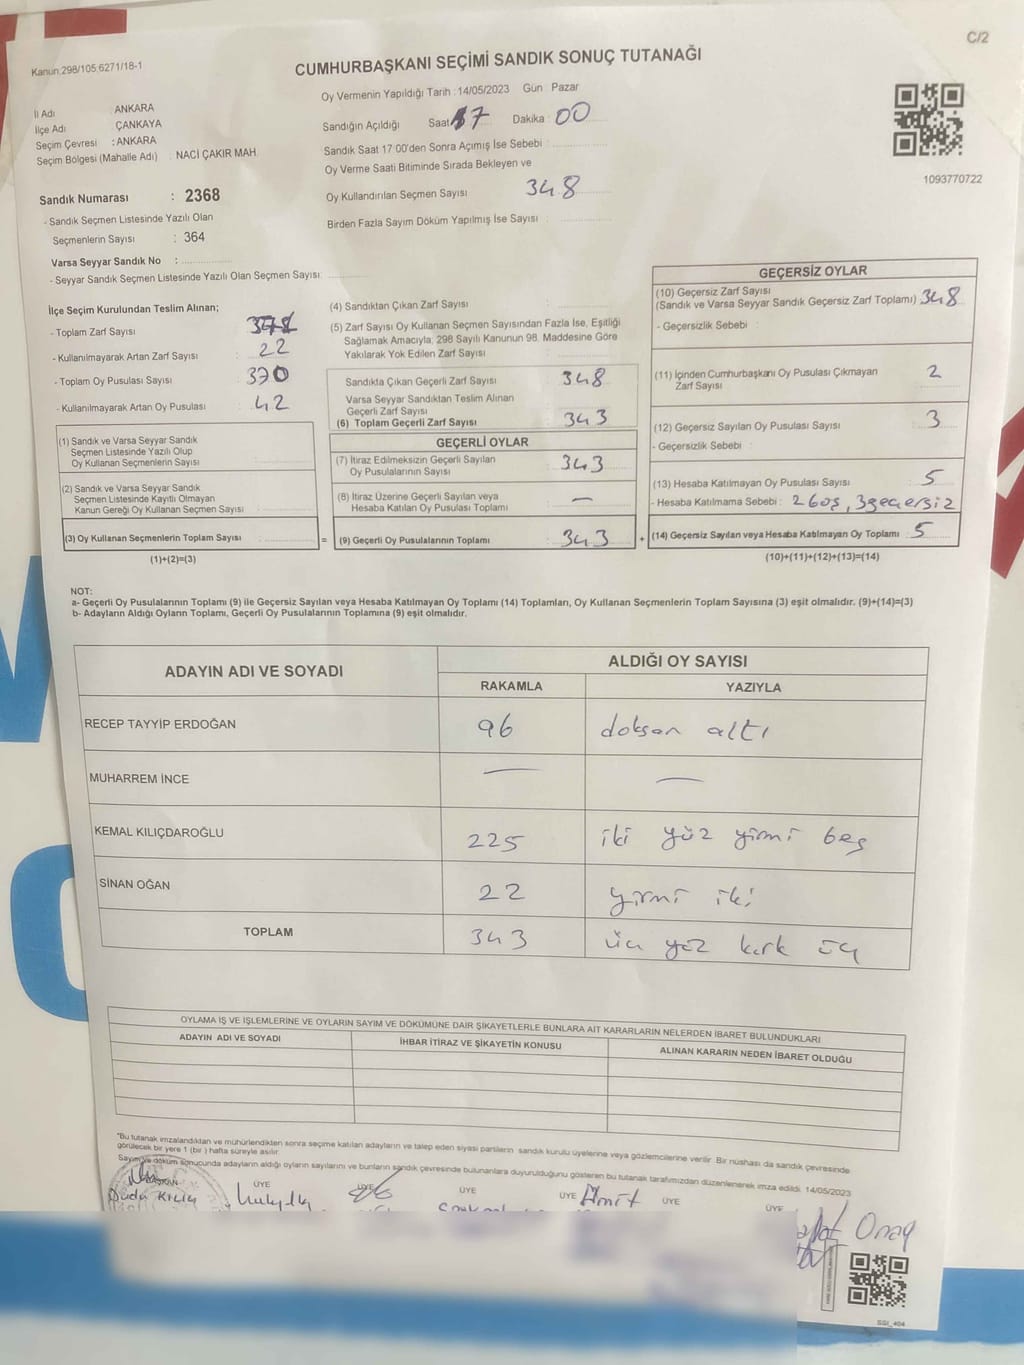 C/2
Kanun:298/105;6271/18-1
CUMHURBAŞKANI SEÇİMİ SANDIK SONUÇ TUTANAĞI
İl Adı : ANKARA
İlçe Adı : ÇANKAYA
Seçim Çevresi : ANKARA
Seçim Bölgesi (Mahalle Adı) : NACİ ÇAKIR MAH.
Sandık Numarası : 2368
- Sandık Seçmen Listesinde Yazılı Olan
Seçmenlerin Sayısı : 364
Varsa Seyyar Sandık No :
- Seyyar Sandık Seçmen Listesinde Yazılı Olan Seçmen Sayısı:
Oy Vermenin Yapıldığı Tarih :14/05/2023 Gün Pazar
Sandığın Açıldığı Saat 17 Dakika 00
Sandık Saat 17:00'den Sonra Açılmış İse Sebebi :
Oy Verme Saati Bitiminde Sırada Bekleyen ve
Oy Kullandırılan Seçmen Sayısı 348
Birden Fazla Sayım Döküm Yapılmış İse Sayısı :
1093770722
İlçe Seçim Kurulundan Teslim Alınan;
- Toplam Zarf Sayısı
- Kullanılmayarak Artan Zarf Sayısı : 22
- Toplam Oy Pusulası Sayısı : 390
- Kullanılmayarak Artan Oy Pusulası : 42
(1) Sandık ve Varsa Seyyar Sandık
Seçmen Listesinde Yazılı Olup
Oy Kullanan Seçmenlerin Sayısı
(2) Sandık ve Varsa Seyyar Sandık
Seçmen Listesinde Kayıtlı Olmayan
Kanun Gereği Oy Kullanan Seçmen Sayısı
(3) Oy Kullanan Seçmenlerin Toplam Sayısı :
(1)+(2)=(3)
(4) Sandıktan Çıkan Zarf Sayısı :
(5) Zarf Sayısı Oy Kullanan Seçmen Sayısından Fazla İse, Eşitliği
Sağlamak Amacıyla, 298 Sayılı Kanunun 98. Maddesine Göre
Yakılarak Yok Edilen Zarf Sayısı :
Sandıkta Çıkan Geçerli Zarf Sayısı : 348
Varsa Seyyar Sandıktan Teslim Alınan
Geçerli Zarf Sayısı
(6) Toplam Geçerli Zarf Sayısı : 343
GEÇERLİ OYLAR
(7) İtiraz Edilmeksizin Geçerli Sayılan
Oy Pusulalarının Sayısı : 343
(8) İtiraz Üzerine Geçerli Sayılan veya
Hesaba Katılan Oy Pusulası Toplamı : —
= (9) Geçerli Oy Pusulalarının Toplamı : 343 +
GEÇERSİZ OYLAR
(10) Geçersiz Zarf Sayısı
(Sandık ve Varsa Seyyar Sandık Geçersiz Zarf Toplamı) 348
- Geçersizlik Sebebi :
(11) İçinden Cumhurbaşkanı Oy Pusulası Çıkmayan
Zarf Sayısı 2
(12) Geçersiz Sayılan Oy Pusulası Sayısı : 3
- Geçersizlik Sebebi :
(13) Hesaba Katılmayan Oy Pusulası Sayısı : 5
- Hesaba Katılmama Sebebi : 2 boş, 3 geçersiz
(14) Geçersiz Sayılan veya Hesaba Katılmayan Oy Toplamı : 5
(10)+(11)+(12)+(13)=(14)
NOT:
a- Geçerli Oy Pusulalarının Toplamı (9) ile Geçersiz Sayılan veya Hesaba Katılmayan Oy Toplamı (14) Toplamları, Oy Kullanan Seçmenlerin Toplam Sayısına (3) eşit olmalıdır. (9)+(14)=(3)
b- Adayların Aldığı Oyların Toplamı, Geçerli Oy Pusulalarının Toplamına (9) eşit olmalıdır.
ADAYIN ADI VE SOYADI ALDIĞI OY SAYISI
RAKAMLA YAZIYLA
RECEP TAYYİP ERDOĞAN 96 doksan altı
MUHARREM İNCE — —
KEMAL KILIÇDAROĞLU 225 iki yüz yirmi beş
SİNAN OĞAN 22 yirmi iki
TOPLAM 343 üç yüz kırk üç
OYLAMA İŞ VE İŞLEMLERİNE VE OYLARIN SAYIM VE DÖKÜMÜNE DAİR ŞİKAYETLERLE BUNLARA AİT KARARLARIN NELERDEN İBARET BULUNDUKLARI
ADAYIN ADI VE SOYADI İHBAR İTİRAZ VE ŞİKAYETİN KONUSU ALINAN KARARIN NEDEN İBARET OLDUĞU
*Bu tutanak imzalandıktan ve mühürlendikten sonra seçime katılan adayların ve talep eden siyasi partilerin sandık kurulu üyelerine veya gözlemcilerine verilir. Bir nüshası da sandık çevresinde
görülecek bir yere 1 (bir) hafta süreyle asılır.
Sayım ve döküm sonucunda adayların aldığı oyların sayılarını ve bunların sandık çevresinde bulunanlara duyurulduğunu gösteren bu tutanak tarafımızdan düzenlenerek imza edildi. 14/05/2023
BAŞKAN ÜYE ÜYE ÜYE ÜYE ÜYE ÜYE
Duda Kılıç Ümit Onay
SSI_404